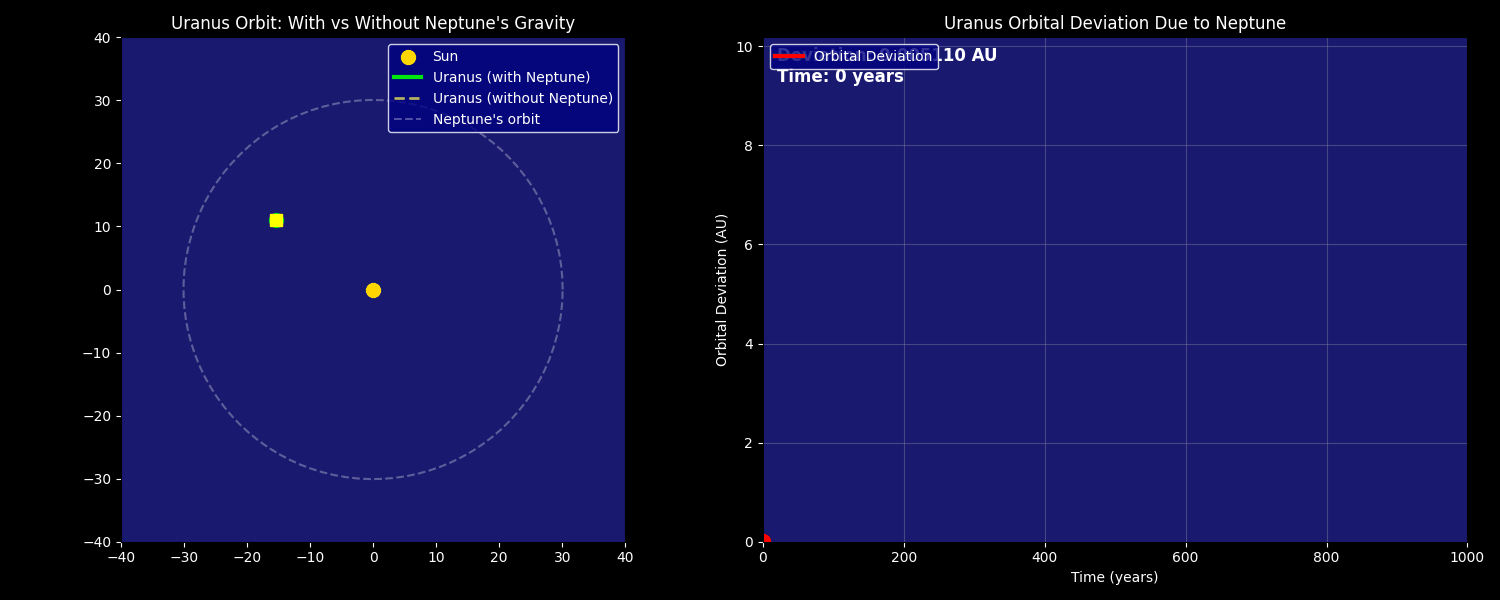 Uranus Orbit: With vs Without Neptune's Gravity
40
30
20
10
0
−10
−20
−30
−40
−40 −30 −20 −10 0 10 20 30 40
Sun
Uranus (with Neptune)
Uranus (without Neptune)
Neptune's orbit
Uranus Orbital Deviation Due to Neptune
Orbital Deviation (AU)
10
8
6
4
2
0
Orbital Deviation
AU
Time: 0 years
0 200 400 600 800 1000
Time (years)